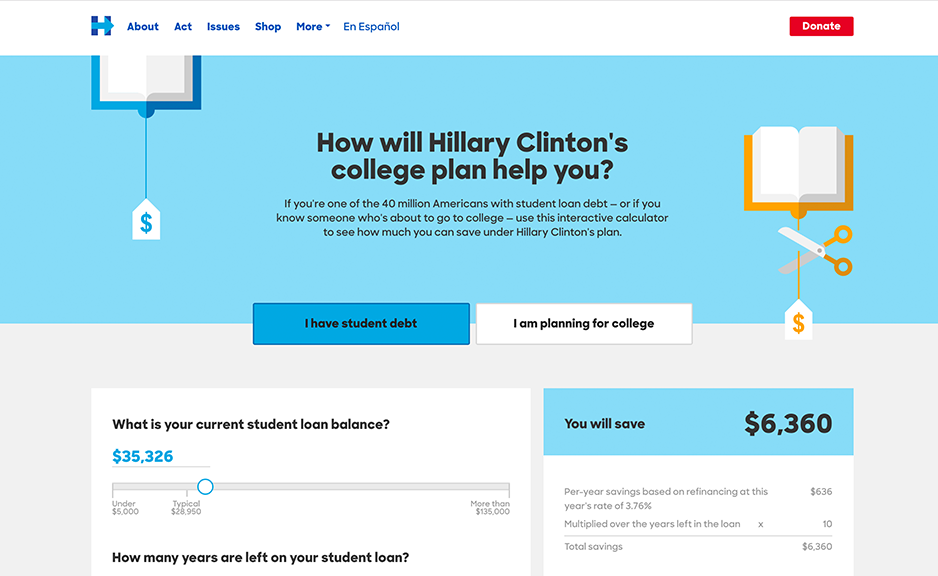 H About Act Issues Shop More En Español Donate
How will Hillary Clinton's
college plan help you?
If you're one of the 40 million Americans with student loan debt – or if you
know someone who's about to go to college – use this interactive calculator
to see how much you can save under Hillary Clinton's plan.
$
$
I have student debt
I am planning for college
What is your current student loan balance?
$35,326
Under
$5,000
Typical
$28,950
More than
$135,000
How many years are left on your student loan?
You will save $6,360
Per-year savings based on refinancing at this $636
year's rate of 3.76%
Multiplied over the years left in the loan x 10
Total savings $6,360